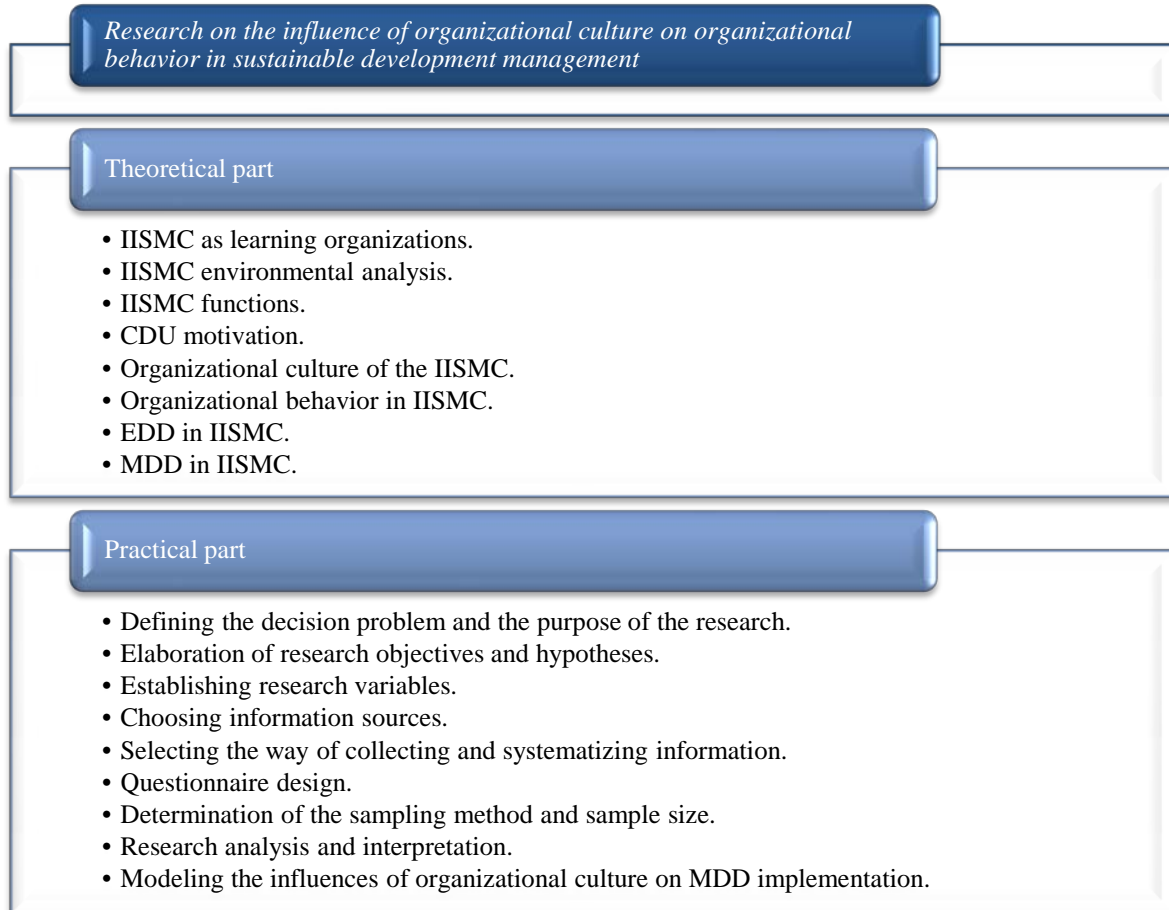 Research on the influence of organizational culture on organizational
behavior in sustainable development management
Theoretical part
• IISMC as learning organizations.
• IISMC environmental analysis.
• IISMC functions.
• CDU motivation.
• Organizational culture of the IISMC.
• Organizational behavior in IISMC.
• EDD in IISMC.
• MDD in IISMC.
Practical part
• Defining the decision problem and the purpose of the research.
• Elaboration of research objectives and hypotheses.
• Establishing research variables.
• Choosing information sources.
• Selecting the way of collecting and systematizing information.
• Questionnaire design.
• Determination of the sampling method and sample size.
• Research analysis and interpretation.
• Modeling the influences of organizational culture on MDD implementation.